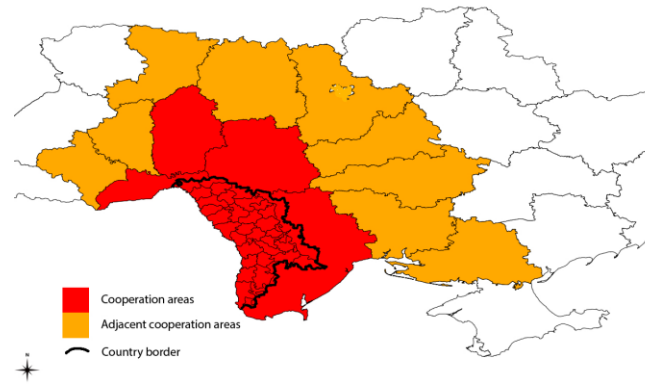 Cooperation areas
Adjacent cooperation areas
Country border
N